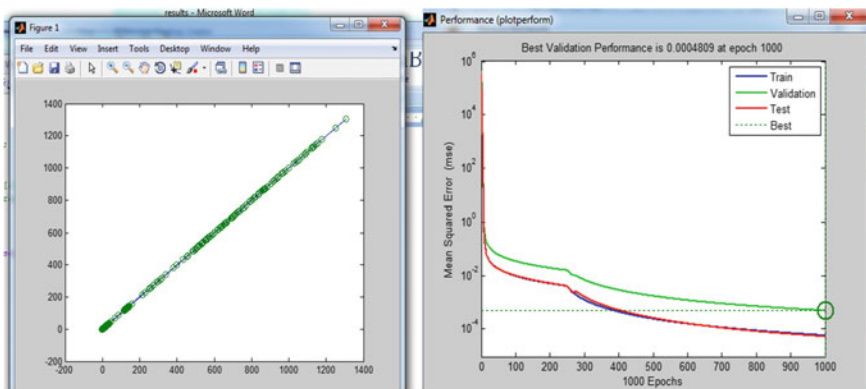 results - Microsoft Word
Figure 1
File Edit View Insert Tools Desktop Window Help
1400
1200
1000
800
600
400
200
0
-200
-200 0 200 400 600 800 1000 1200 1400
Performance (plotperform)
Best Validation Performance is 0.0004809 at epoch 1000
Mean Squared Error (mse)
10^6
10^4
10^2
10^0
10^-2
10^-4
Train
Validation
Test
Best
0 100 200 300 400 500 600 700 800 900 1000
1000 Epochs